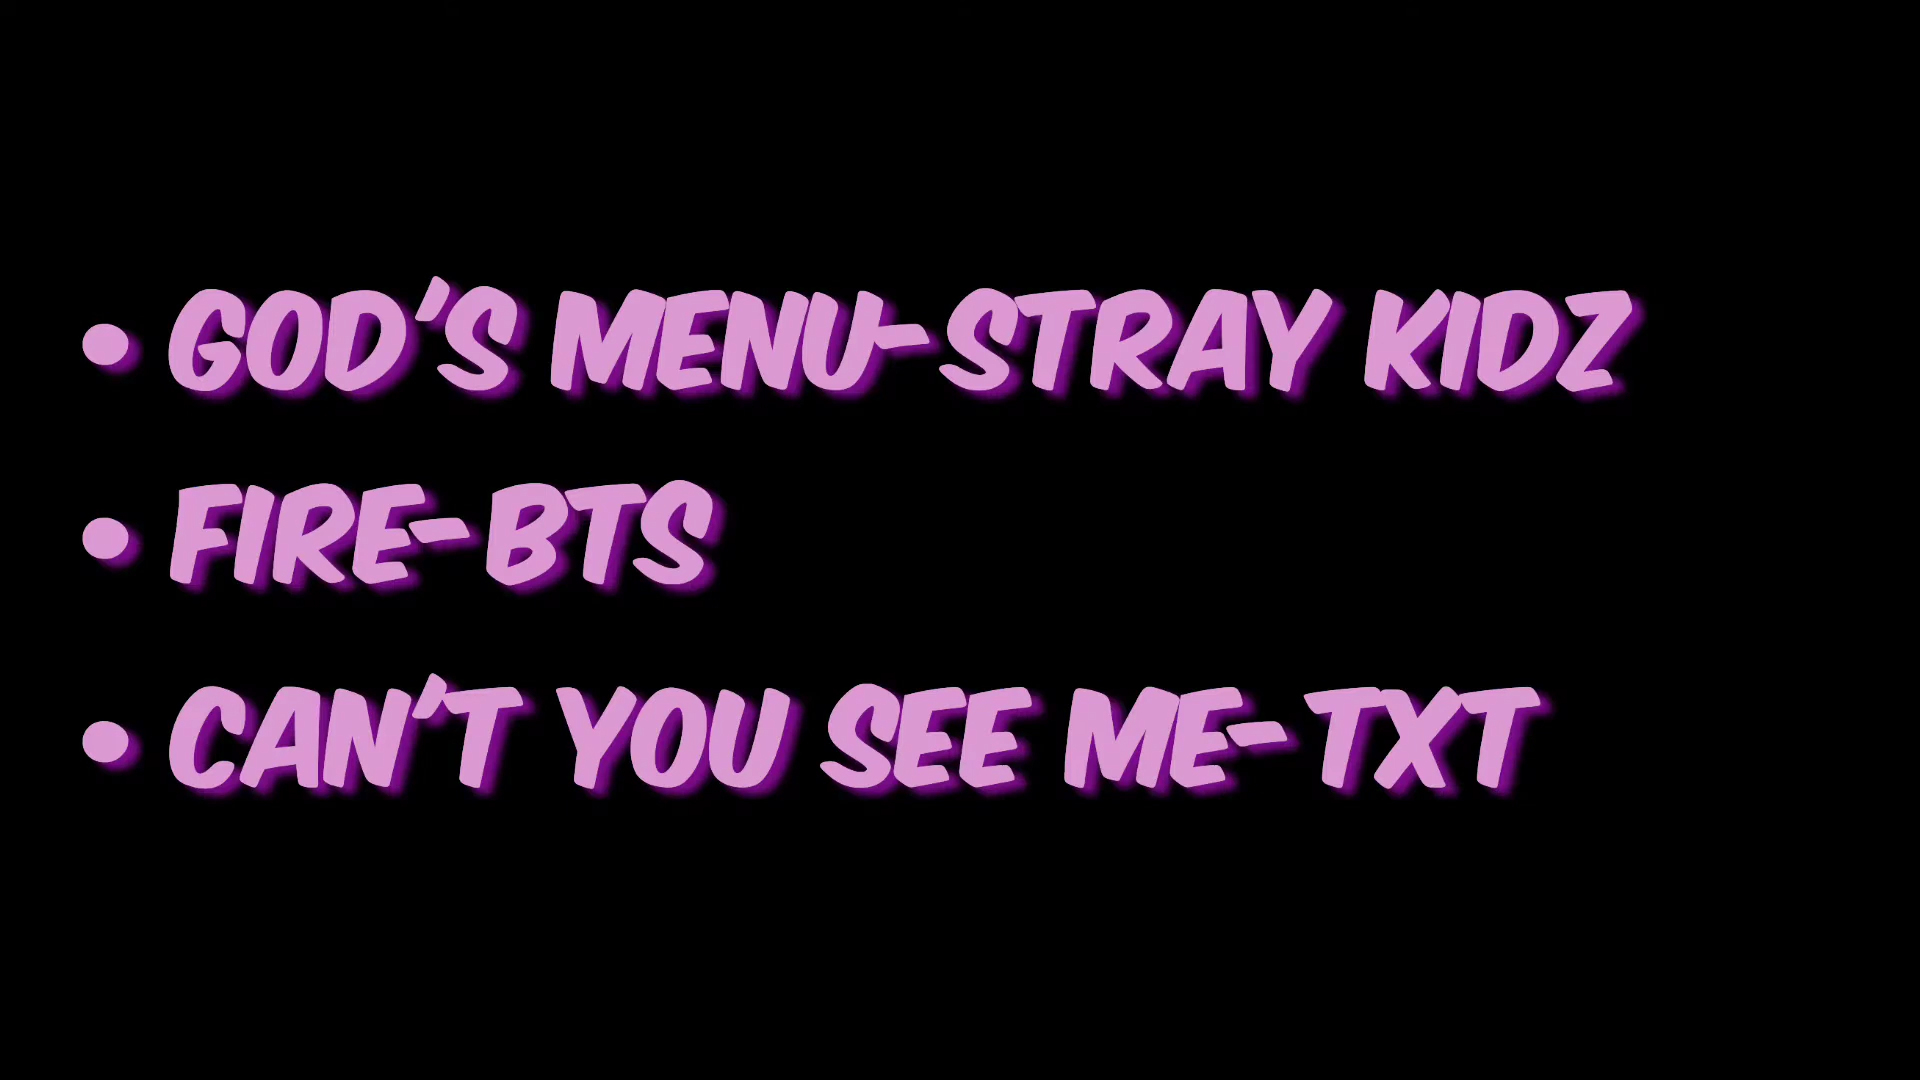 • GOD'S MENU-STRAY KIDZ
• FIRE-BTS
• CAN'T YOU SEE ME-TXT